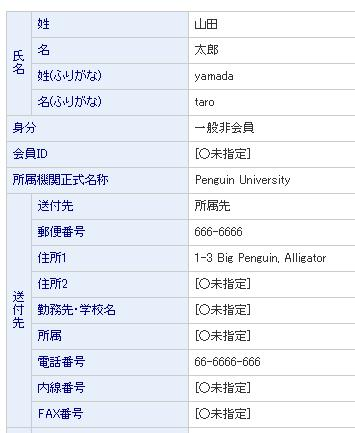 氏名
姓 山田
名 太郎
姓(ふりがな) yamada
名(ふりがな) taro
身分 一般非会員
会員ID [○未指定]
所属機関正式名称 Penguin University
送付先
送付先 所属先
郵便番号 666-6666
住所1 1-3 Big Penguin, Alligator
住所2 [○未指定]
勤務先・学校名 [○未指定]
所属 [○未指定]
電話番号 66-6666-666
内線番号 [○未指定]
FAX番号 [○未指定]